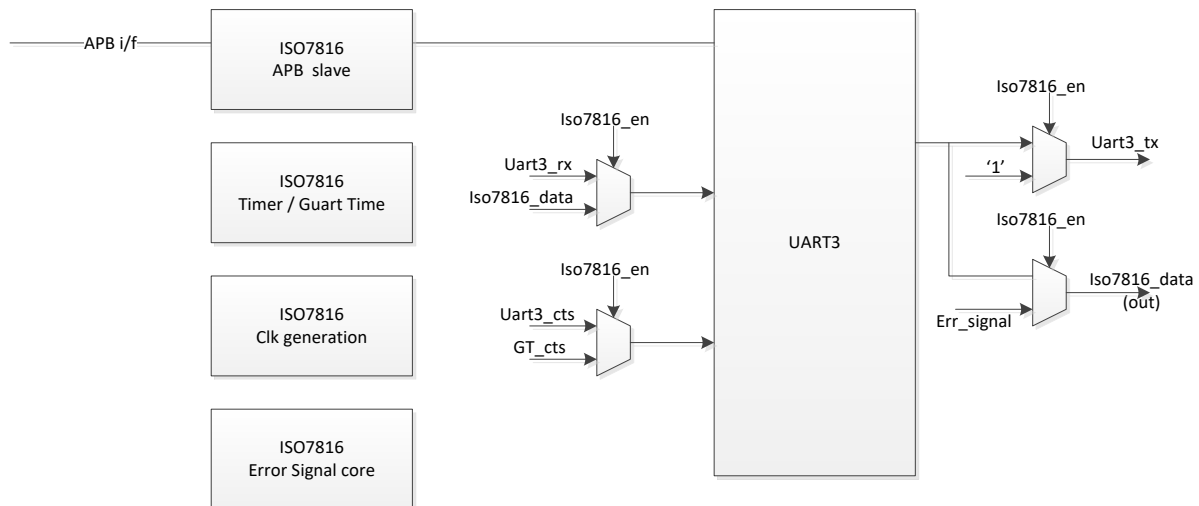 APB i/f
ISO7816
APB slave
ISO7816
Timer / Guart Time
ISO7816
Clk generation
ISO7816
Error Signal core
Iso7816_en
Uart3_rx
Iso7816_data
Iso7816_en
Uart3_cts
GT_cts
UART3
Iso7816_en
Uart3_tx
‘1’
Iso7816_en
Iso7816_data
(out)
Err_signal